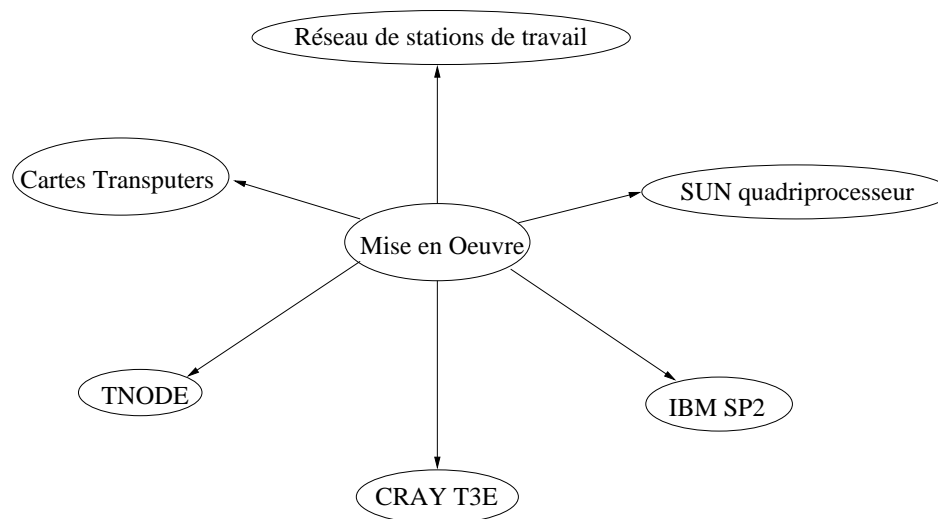 Réseau de stations de travail
Cartes Transputers
SUN quadriprocesseur
Mise en Oeuvre
TNODE
IBM SP2
CRAY T3E